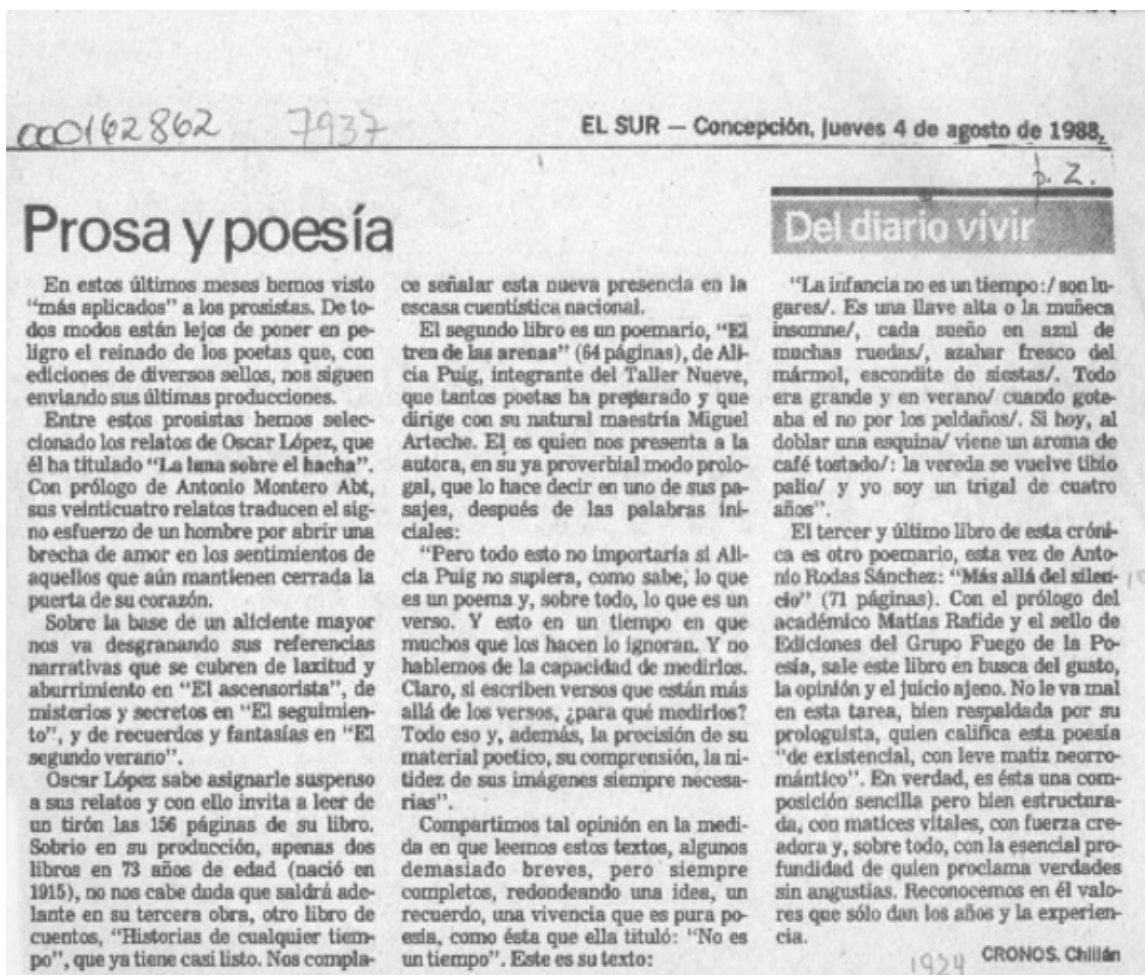 000162862 7937
EL SUR — Concepción, jueves 4 de agosto de 1988,
p. 2.
Prosa y poesía
Del diario vivir
En estos últimos meses hemos visto
"más aplicados" a los prosistas. De to-
dos modos están lejos de poner en pe-
ligro el reinado de los poetas que, con
ediciones de diversos sellos, nos siguen
enviando sus últimas producciones.
Entre estos prosistas hemos selec-
cionado los relatos de Oscar López, que
él ha titulado "La luna sobre el hacha".
Con prólogo de Antonio Montero Abt,
sus veinticuatro relatos traducen el sig-
no esfuerzo de un hombre por abrir una
brecha de amor en los sentimientos de
aquellos que aún mantienen cerrada la
puerta de su corazón.
Sobre la base de un aliciente mayor
nos va desgranando sus referencias
narrativas que se cubren de laxitud y
aburrimiento en "El ascensorista", de
misterios y secretos en "El seguimien-
to", y de recuerdos y fantasías en "El
segundo verano".
Oscar López sabe asignarle suspenso
a sus relatos y con ello invita a leer de
un tirón las 156 páginas de su libro.
Sobrio en su producción, apenas dos
libros en 73 años de edad (nació en
1915), no nos cabe duda que saldrá ade-
lante en su tercera obra, otro libro de
cuentos, "Historias de cualquier tiem-
po", que ya tiene casi listo. Nos compla-
ce señalar esta nueva presencia en la
escasa cuentística nacional.
El segundo libro es un poemario, "El
tren de las arenas" (64 páginas), de Ali-
cia Puig, integrante del Taller Nueve,
que tantos poetas ha preparado y que
dirige con su natural maestría Miguel
Arteche. El es quien nos presenta a la
autora, en su ya proverbial modo prolo-
gal, que lo hace decir en uno de sus pa-
sajes, después de las palabras ini-
ciales:
"Pero todo esto no importaría si Ali-
cia Puig no supiera, como sabe, lo que
es un poema y, sobre todo, lo que es un
verso. Y esto en un tiempo en que
muchos que los hacen lo ignoran. Y no
hablemos de la capacidad de medirlos.
Claro, si escriben versos que están más
allá de los versos, ¿para qué medirlos?
Todo eso y, además, la precisión de su
material poetico, su comprensión, la ni-
tidez de sus imágenes siempre necesa-
rias".
Compartimos tal opinión en la medi-
da en que leemos estos textos, algunos
demasiado breves, pero siempre
completos, redondeando una idea, un
recuerdo, una vivencia que es pura po-
esía, como ésta que ella tituló: "No es
un tiempo". Este es su texto:
"La infancia no es un tiempo:/ son lu-
gares/. Es una llave alta o la muñeca
insomne/, cada sueño en azul de
muchas ruedas/, azahar fresco del
mármol, escondite de siestas/. Todo
era grande y en verano/ cuando gote-
aba el no por los peldaños/. Si hoy, al
doblar una esquina/ viene un aroma de
café tostado/: la vereda se vuelve tibio
patio/ y yo soy un trigal de cuatro
años".
El tercer y último libro de esta cróni-
ca es otro poemario, esta vez de Anto-
nio Rodas Sánchez: "Más allá del silen-
cio" (71 páginas). Con el prólogo del
académico Matías Rafide y el sello de
Ediciones del Grupo Fuego de la Po-
esía, sale este libro en busca del gusto,
la opinión y el juicio ajeno. No le va mal
en esta tarea, bien respaldada por su
prologuista, quien califica esta poesía
"de existencial, con leve matiz neorro-
mántico". En verdad, es ésta una com-
posición sencilla pero bien estructura-
da, con matices vitales, con fuerza cre-
adora y, sobre todo, con la esencial pro-
fundidad de quien proclama verdades
sin angustias. Reconocemos en él valo-
res que sólo dan los años y la experien-
cia.
CRONOS. Chillán
1924